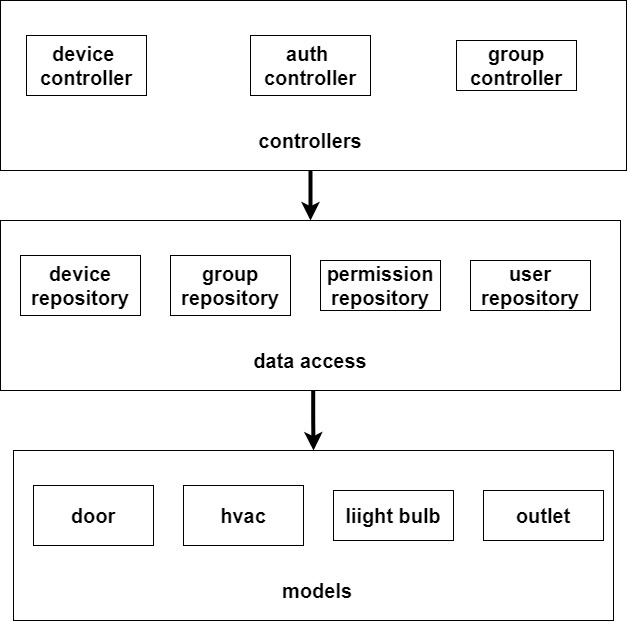 device
controller
auth
controller
group
controller
controllers
device
repository
group
repository
permission
repository
user
repository
data access
door
hvac
liight bulb
outlet
models